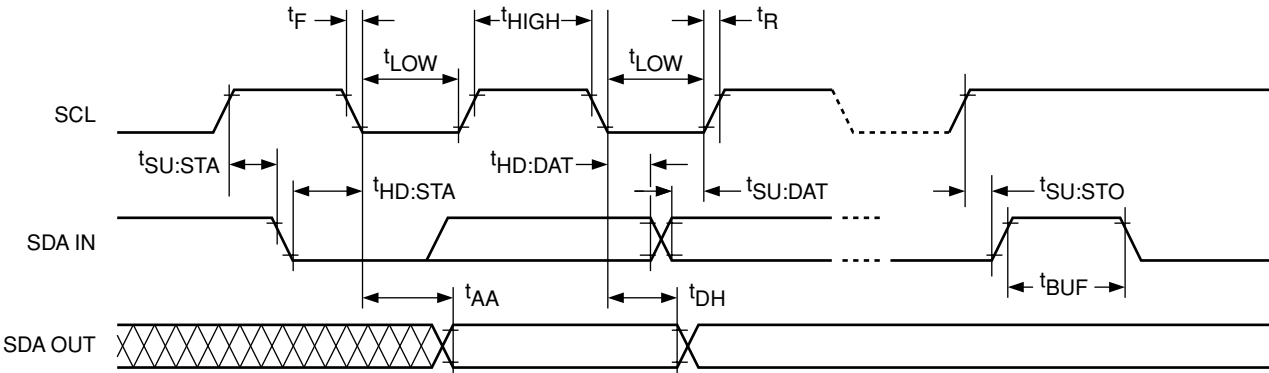 tF
tHIGH
tR
tLOW
tLOW
SCL
tSU:STA
tHD:STA
tHD:DAT
tSU:DAT
tSU:STO
SDA IN
tAA
tDH
tBUF
SDA OUT